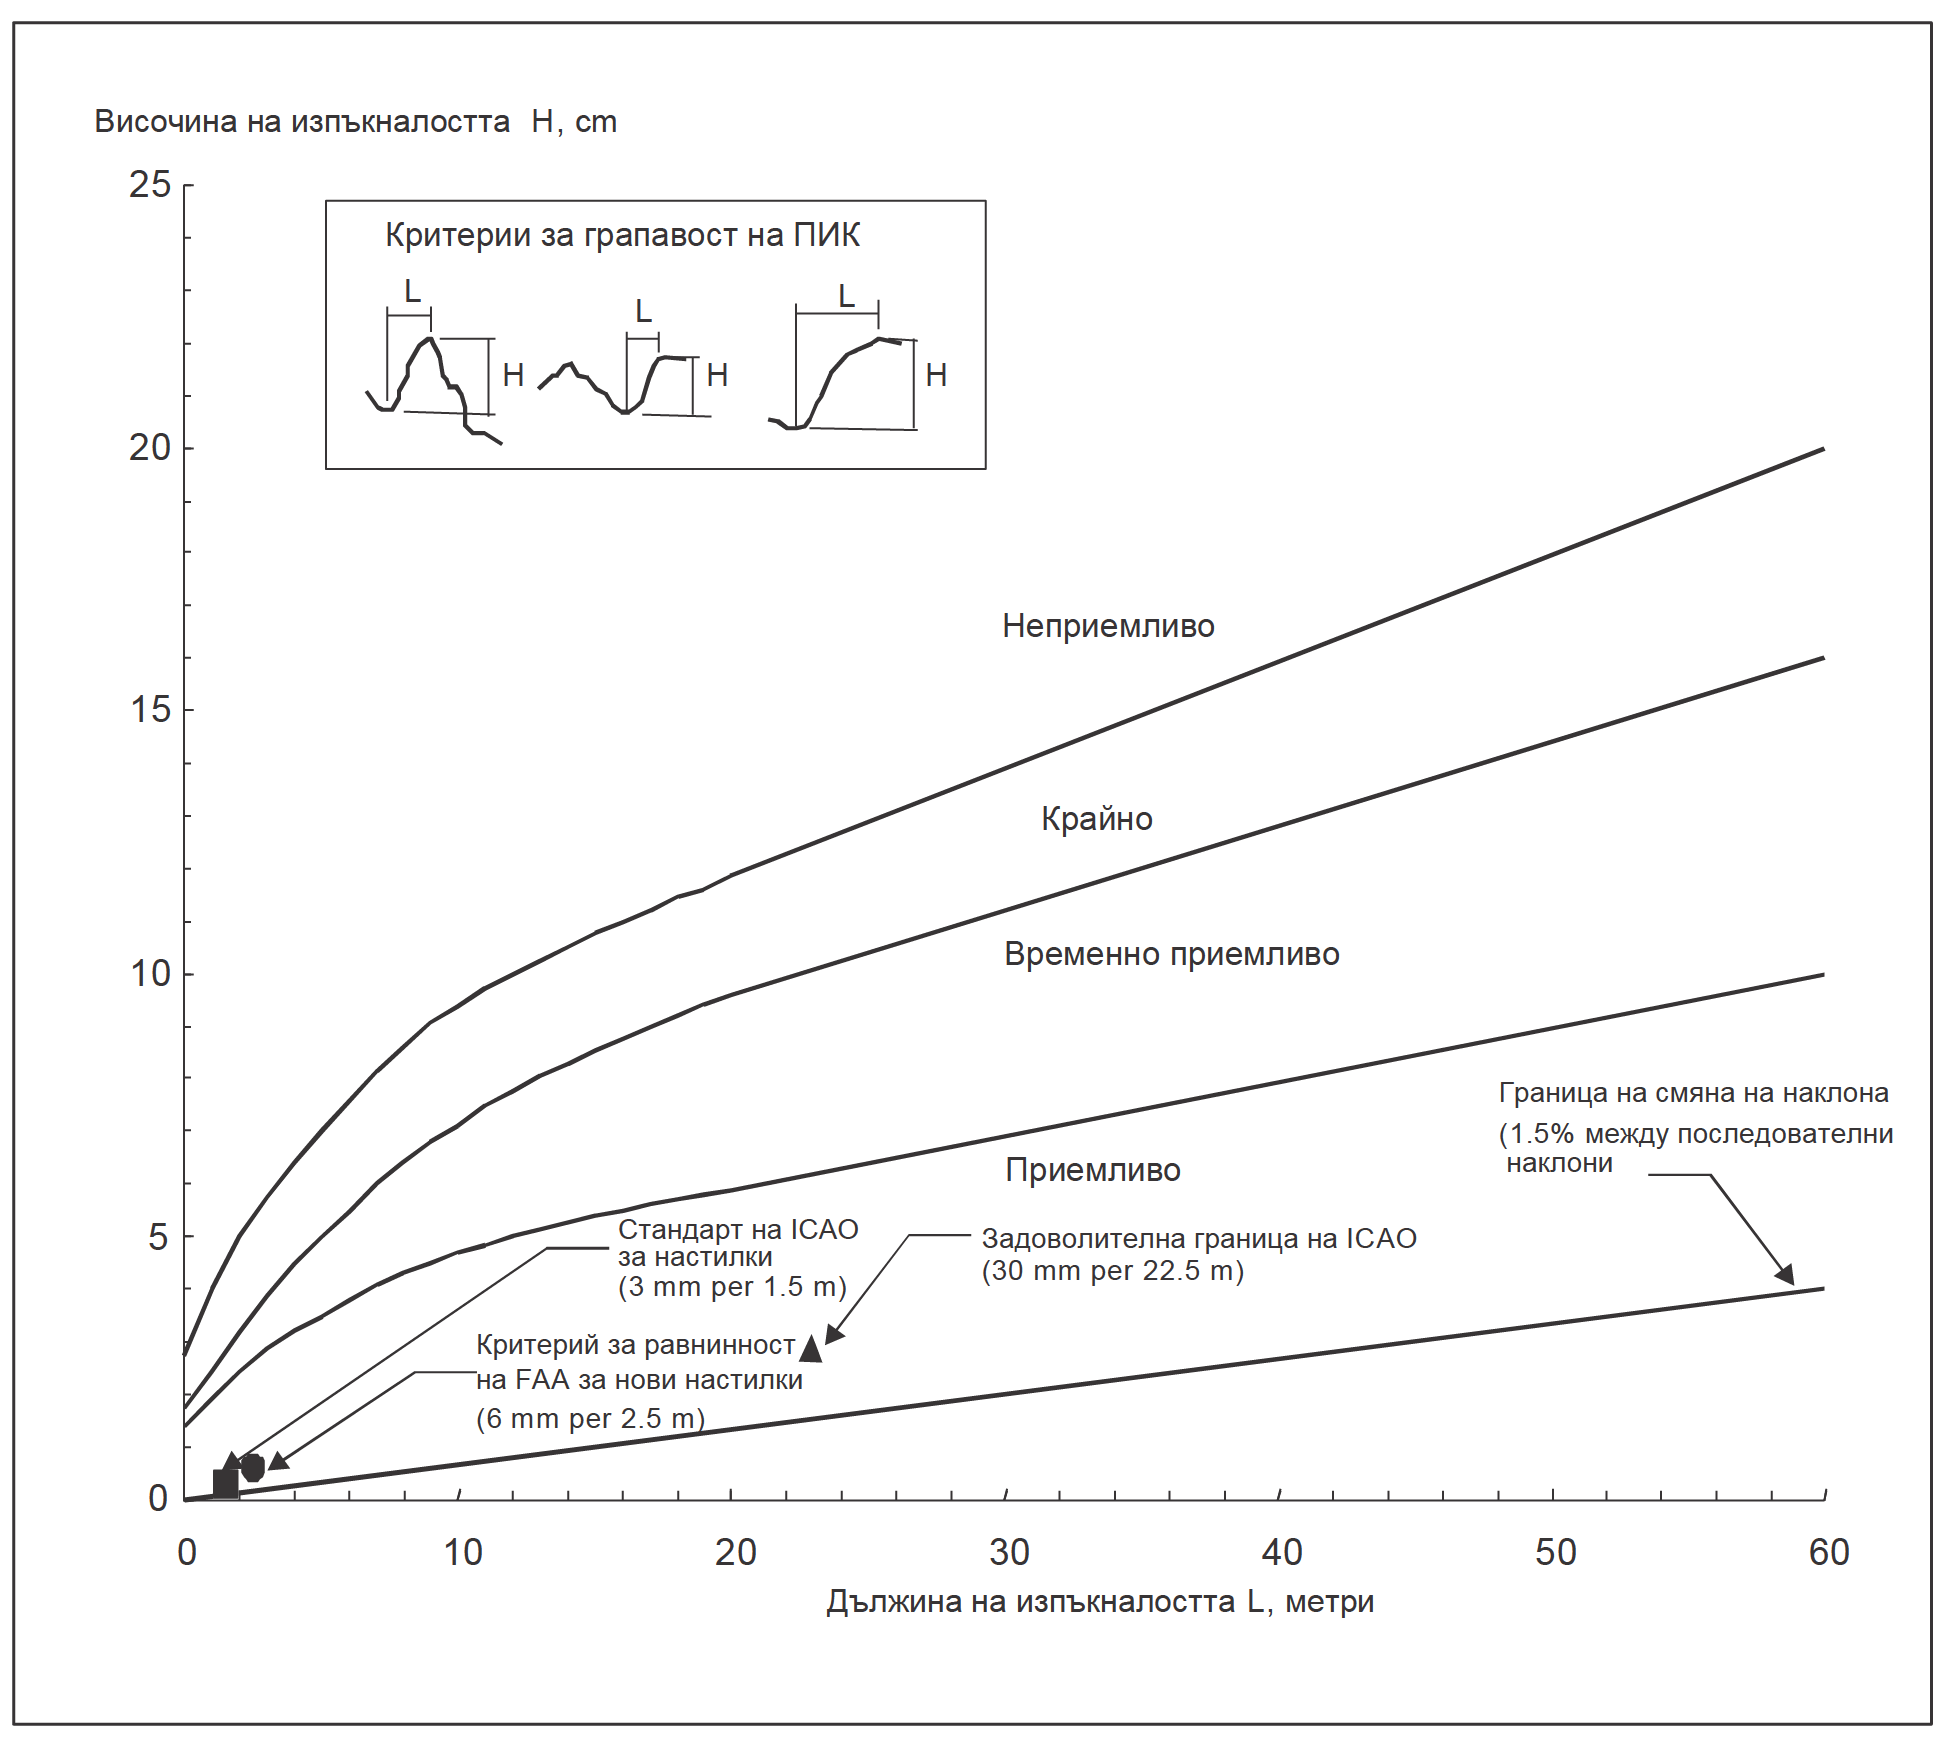 Височина на изпъкналостта H, cm
25
Критерии за грапавост на ПИК
L
H
L
H
L
H
20
Неприемливо
15
Крайно
Временно приемливо
10
Граница на смяна на наклона
(1.5% между последователни
наклони
Приемливо
5
Стандарт на ICAO
за настилки
(3 mm per 1.5 m)
Задоволителна граница на ICAO
(30 mm per 22.5 m)
Критерий за равнинност
на FAA за нови настилки
(6 mm per 2.5 m)
0
0 10 20 30 40 50 60
Дължина на изпъкналостта L, метри